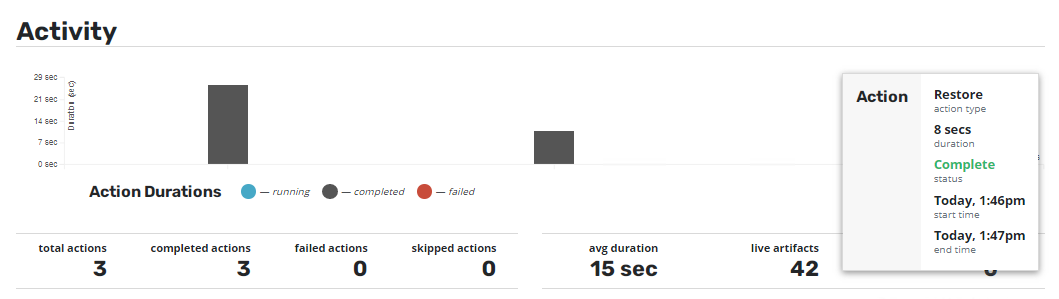 Activity
29 sec
21 sec
14 sec
7 sec
0 sec
Duration (sec)
Action Durations
— running
— completed
— failed
total actions
3
completed actions
3
failed actions
0
skipped actions
0
avg duration
15 sec
live artifacts
42
Action
Restore
action type
8 secs
duration
Complete
status
Today, 1:46pm
start time
Today, 1:47pm
end time